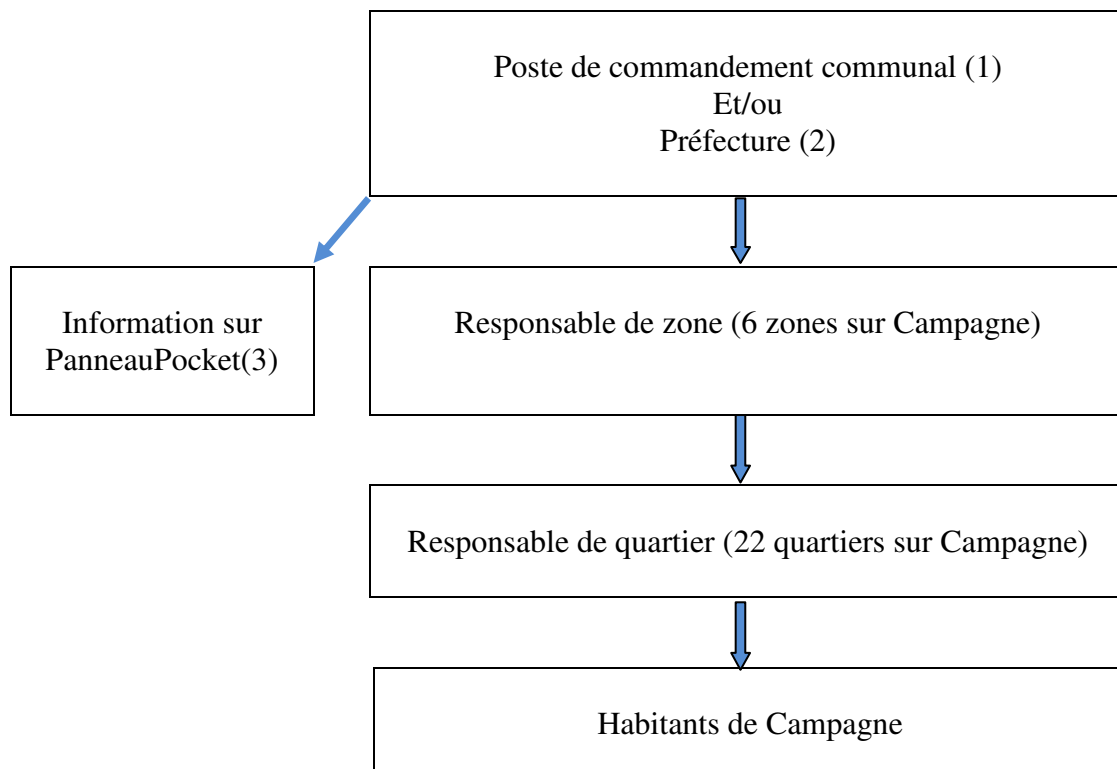 Poste de commandement communal (1)
Et/ou
Préfecture (2)
Information sur
PanneauPocket(3)
Responsable de zone (6 zones sur Campagne)
Responsable de quartier (22 quartiers sur Campagne)
Habitants de Campagne